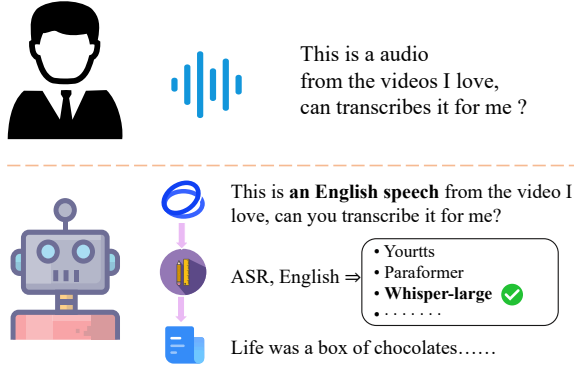 This is a audio
from the videos I love,
can transcribes it for me ?
This is an English speech from the video I
love, can you transcribe it for me?
ASR, English ⇒
• Yourtts
• Paraformer
• Whisper-large
• · · · · · · ·
Life was a box of chocolates……